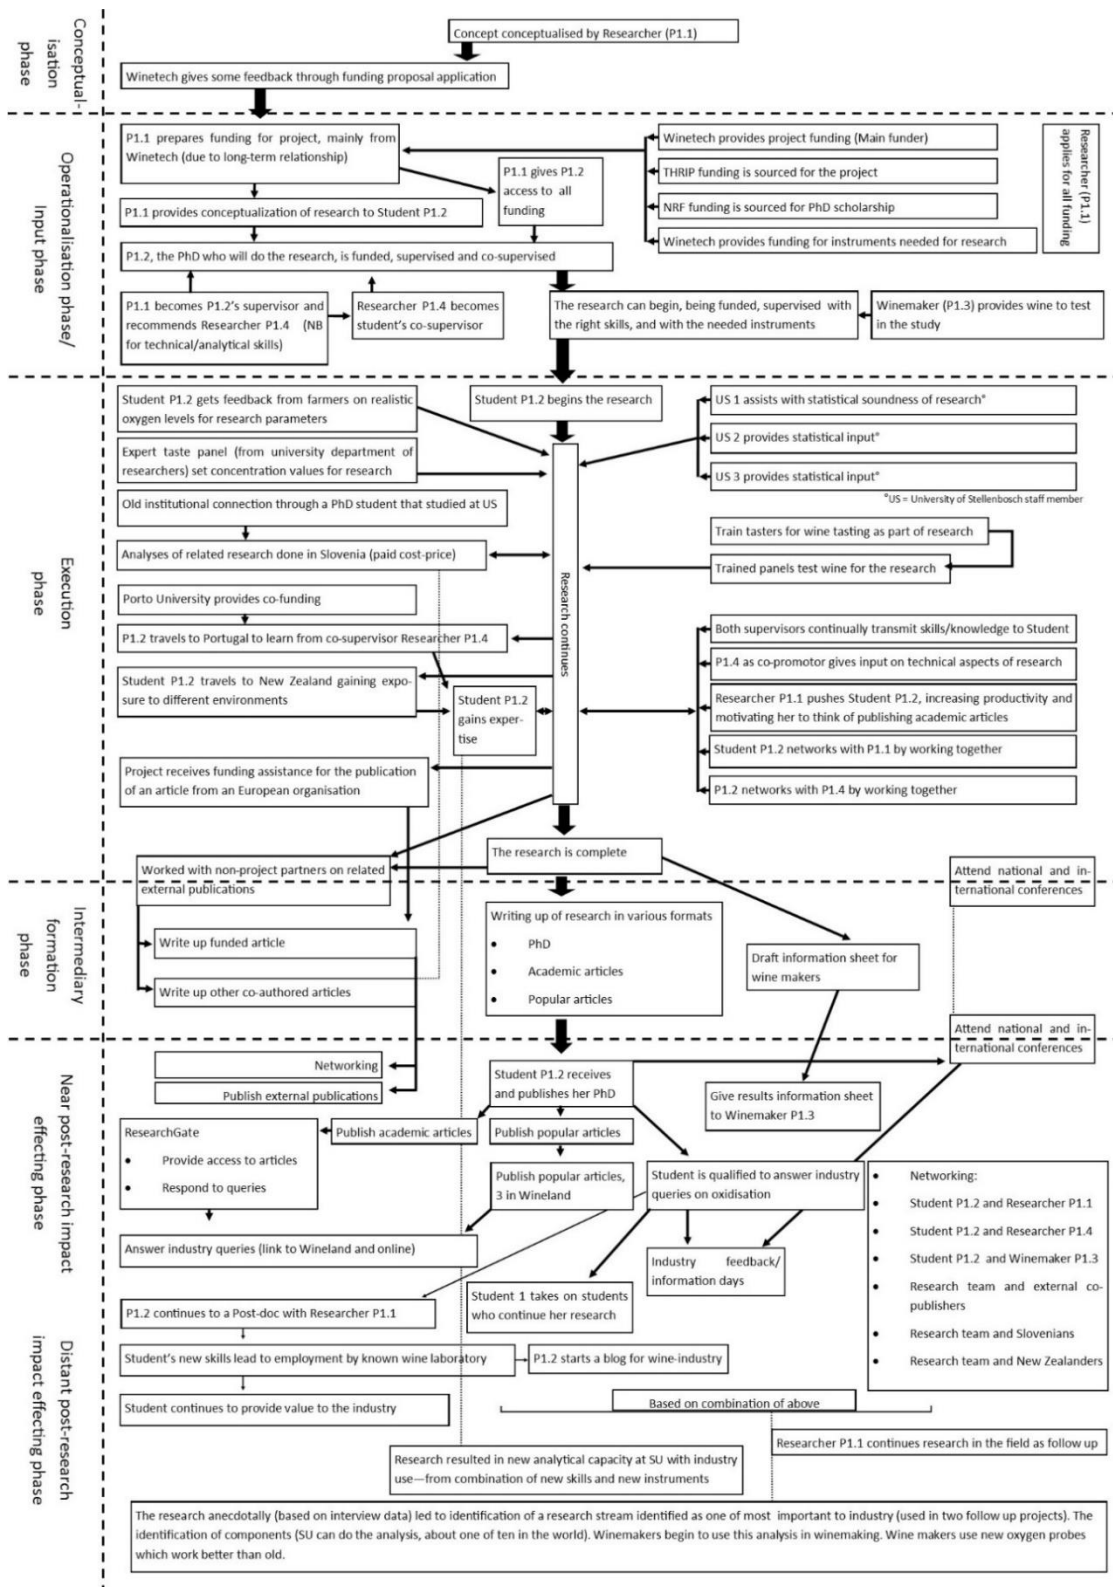 Conceptual-
isation
phase
Concept conceptualised by Researcher (P1.1)
Winetech gives some feedback through funding proposal application
Operationalisation phase/
Input phase
P1.1 prepares funding for project, mainly from
Winetech (due to long-term relationship)
P1.1 gives P1.2
access to all
funding
Winetech provides project funding (Main funder)
THRIP funding is sourced for the project
NRF funding is sourced for PhD scholarship
Winetech provides funding for instruments needed for research
Researcher (P1.1)
applies for all funding
P1.1 provides conceptualization of research to Student P1.2
P1.2, the PhD who will do the research, is funded, supervised and co-supervised
P1.1 becomes P1.2's supervisor and
recommends Researcher P1.4 (NB
for technical/analytical skills)
Researcher P1.4 becomes
student's co-supervisor
The research can begin, being funded, supervised with
the right skills, and with the needed instruments
Winemaker (P1.3) provides wine to test
in the study
Execution
phase
Student P1.2 gets feedback from farmers on realistic
oxygen levels for research parameters
Student P1.2 begins the research
US 1 assists with statistical soundness of research*
US 2 provides statistical input*
US 3 provides statistical input*
*US = University of Stellenbosch staff member
Expert taste panel (from university department of
researchers) set concentration values for research
Old institutional connection through a PhD student that studied at US
Analyses of related research done in Slovenia (paid cost-price)
Train tasters for wine tasting as part of research
Trained panels test wine for the research
Research continues
Porto University provides co-funding
P1.2 travels to Portugal to learn from co-supervisor Researcher P1.4
Student P1.2 travels to New Zealand gaining expo-
sure to different environments
Student P1.2
gains exper-
tise
Both supervisors continually transmit skills/knowledge to Student
P1.4 as co-promotor gives input on technical aspects of research
Researcher P1.1 pushes Student P1.2, increasing productivity and
motivating her to think of publishing academic articles
Student P1.2 networks with P1.1 by working together
P1.2 networks with P1.4 by working together
Project receives funding assistance for the publication
of an article from an European organisation
The research is complete
Worked with non-project partners on related
external publications
Attend national and in-
ternational conferences
Intermediary
formation
phase
Writing up of research in various formats
• PhD
• Academic articles
• Popular articles
Write up funded article
Write up other co-authored articles
Draft information sheet for
wine makers
Attend national and in-
ternational conferences
Near post-research impact
effecting phase
Networking
Publish external publications
Student P1.2 receives
and publishes her PhD
Give results information sheet
to Winemaker P1.3
ResearchGate
• Provide access to articles
• Respond to queries
Publish academic articles
Publish popular articles
Publish popular articles,
3 in Wineland
Student is qualified to answer industry
queries on oxidisation
Answer industry queries (link to Wineland and online)
Industry feedback/
information days
Student 1 takes on students
who continue her research
• Networking:
• Student P1.2 and Researcher P1.1
• Student P1.2 and Researcher P1.4
• Student P1.2 and Winemaker P1.3
• Research team and external co-
publishers
• Research team and Slovenians
• Research team and New Zealanders
Distant post-research
impact effecting phase
P1.2 continues to a Post-doc with Researcher P1.1
Student's new skills lead to employment by known wine laboratory
P1.2 starts a blog for wine-industry
Student continues to provide value to the industry
Based on combination of above
Researcher P1.1 continues research in the field as follow up
Research resulted in new analytical capacity at SU with industry
use—from combination of new skills and new instruments
The research anecdotally (based on interview data) led to identification of a research stream identified as one of most important to industry (used in two follow up projects). The
identification of components (SU can do the analysis, about one of ten in the world). Winemakers begin to use this analysis in winemaking. Wine makers use new oxygen probes
which work better than old.